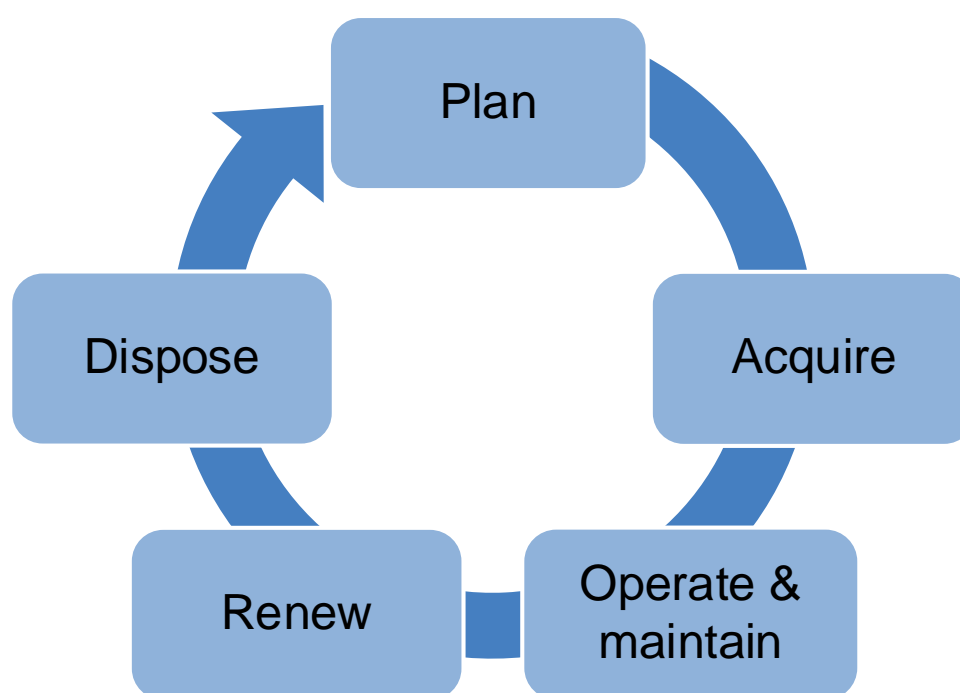 Plan
Acquire
Operate &
maintain
Renew
Dispose